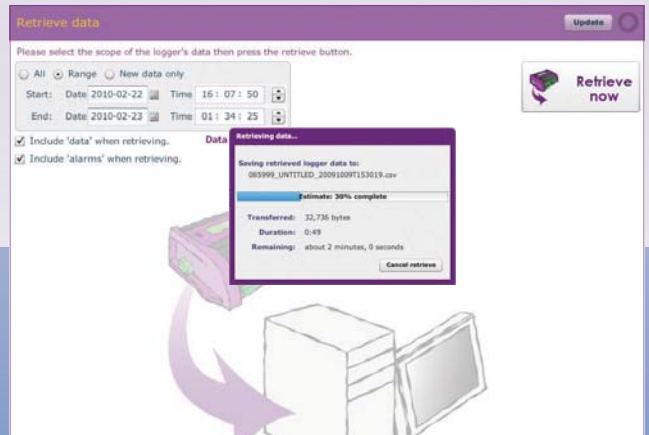 Retrieve data
Update
Please select the scope of the logger's data then press the retrieve button.
All Range New data only
Start: Date 2010-02-22 Time 16: 07: 50
End: Date 2010-02-23 Time 01: 34: 25
Retrieve
now
Include 'data' when retrieving.
Data
Include 'alarms' when retrieving.
Retrieving data...
Saving retrieved logger data to:
085999_UNTITLED_20091009T153019.csv
Estimate: 30% complete
Transferred: 32,736 bytes
Duration: 0:49
Remaining: about 2 minutes, 0 seconds
Cancel retrieve